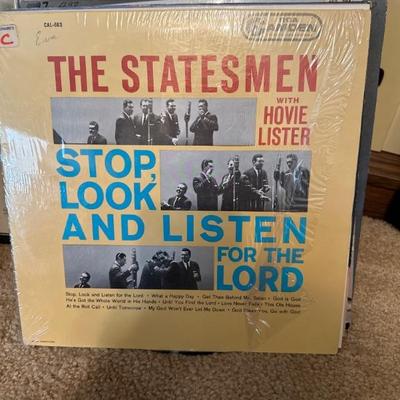 CAL-663
RCA
CAMDEN
C
THE STATESMEN
WITH
HOVIE
LISTER
STOP,
LOOK
AND LISTEN
FOR THE
LORD
Stop, Look and Listen for the Lord • What a Happy Day • Get Thee Behind Me, Satan • God is God
He's Got the Whole World in His Hands • Until You Find the Lord • Love Never Fails • This Ole House
At the Roll Call • Until Tomorrow • My God Won't Ever Let Me Down • God Bless You, Go with God